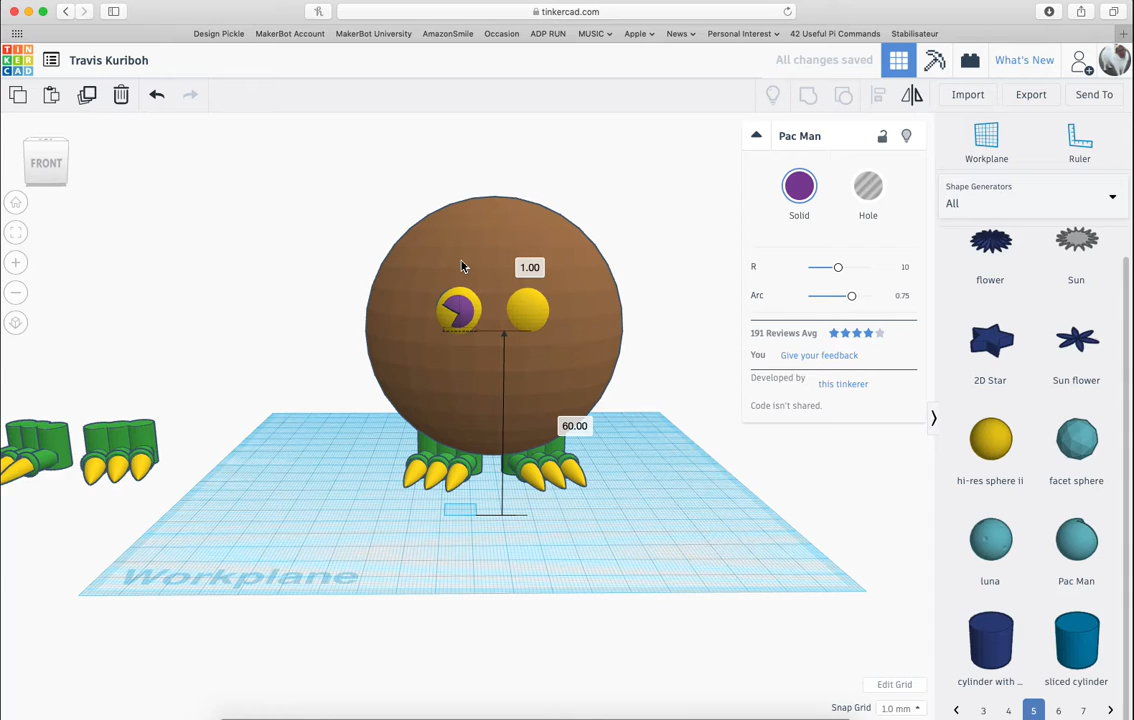 tinkercad.com
Design Pickle MakerBot Account MakerBot University AmazonSmile Occasion ADP RUN MUSIC Apple News Personal Interest 42 Useful Pi Commands Stabilisateur
TIN
KER
CAD
Travis Kuriboh
All changes saved
What's New
Import Export Send To
FRONT
Pac Man
Solid Hole
R 10
Arc 0.75
191 Reviews Avg
You Give your feedback
Developed by this tinkerer
Code isn't shared.
1.00
60.00
Workplane
Workplane Ruler
Shape Generators
All
flower Sun
2D Star Sun flower
hi-res sphere ii facet sphere
luna Pac Man
cylinder with ... sliced cylinder
3 4 5 6 7
Edit Grid
Snap Grid 1.0 mm